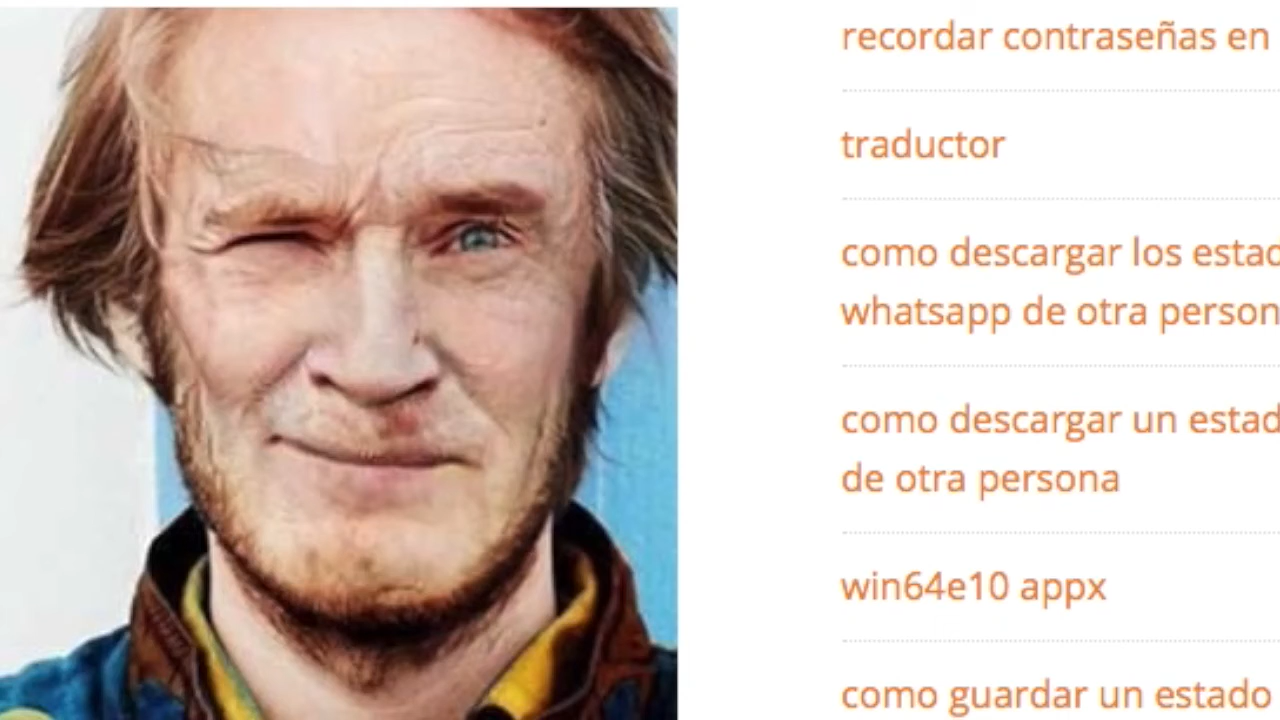 recordar contraseñas en
traductor
como descargar los estad
whatsapp de otra person
como descargar un estad
de otra persona
win64e10 appx
como guardar un estado